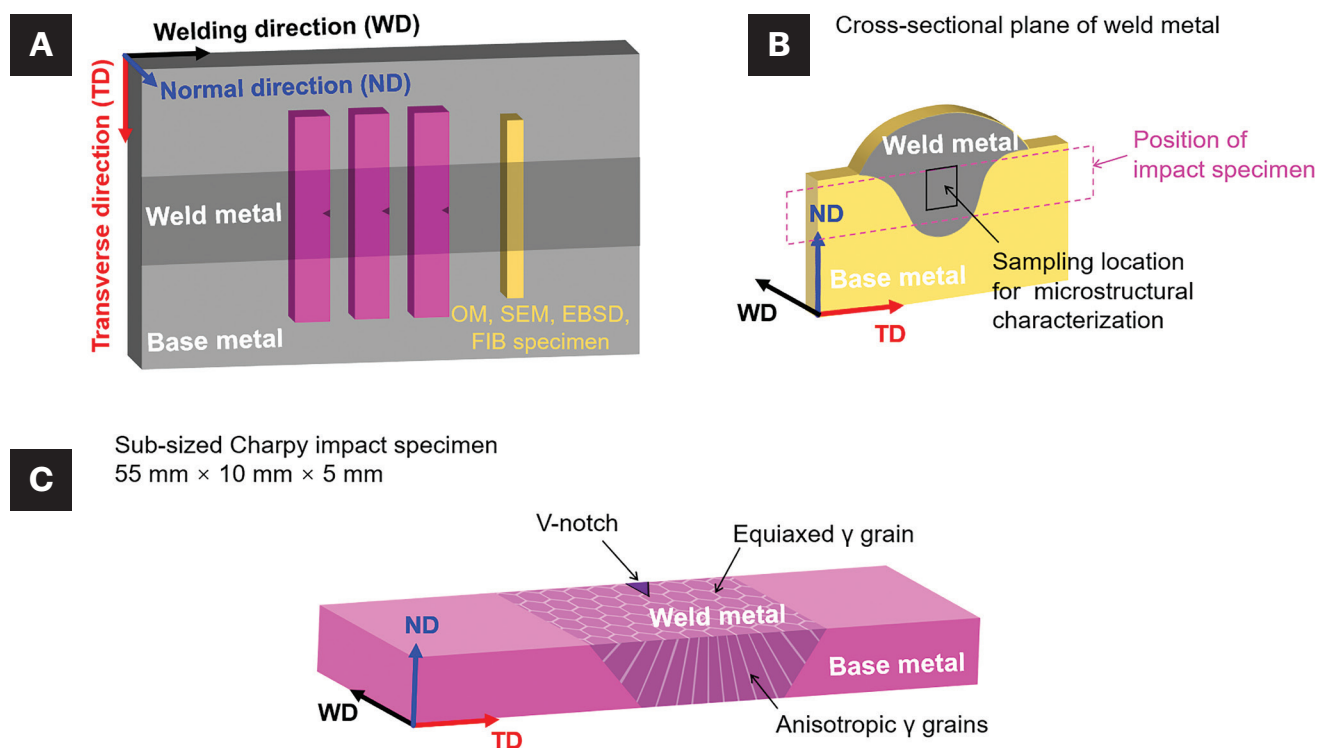 A
Welding direction (WD)
Normal direction (ND)
Transverse direction (TD)
Weld metal
Base metal
OM, SEM, EBSD,
FIB specimen
B
Cross-sectional plane of weld metal
Weld metal
Position of
impact specimen
ND
Base metal
Sampling location
for microstructural
characterization
WD
TD
C
Sub-sized Charpy impact specimen
55 mm × 10 mm × 5 mm
V-notch
Equiaxed γ grain
Weld metal
ND
Base metal
WD
TD
Anisotropic γ grains